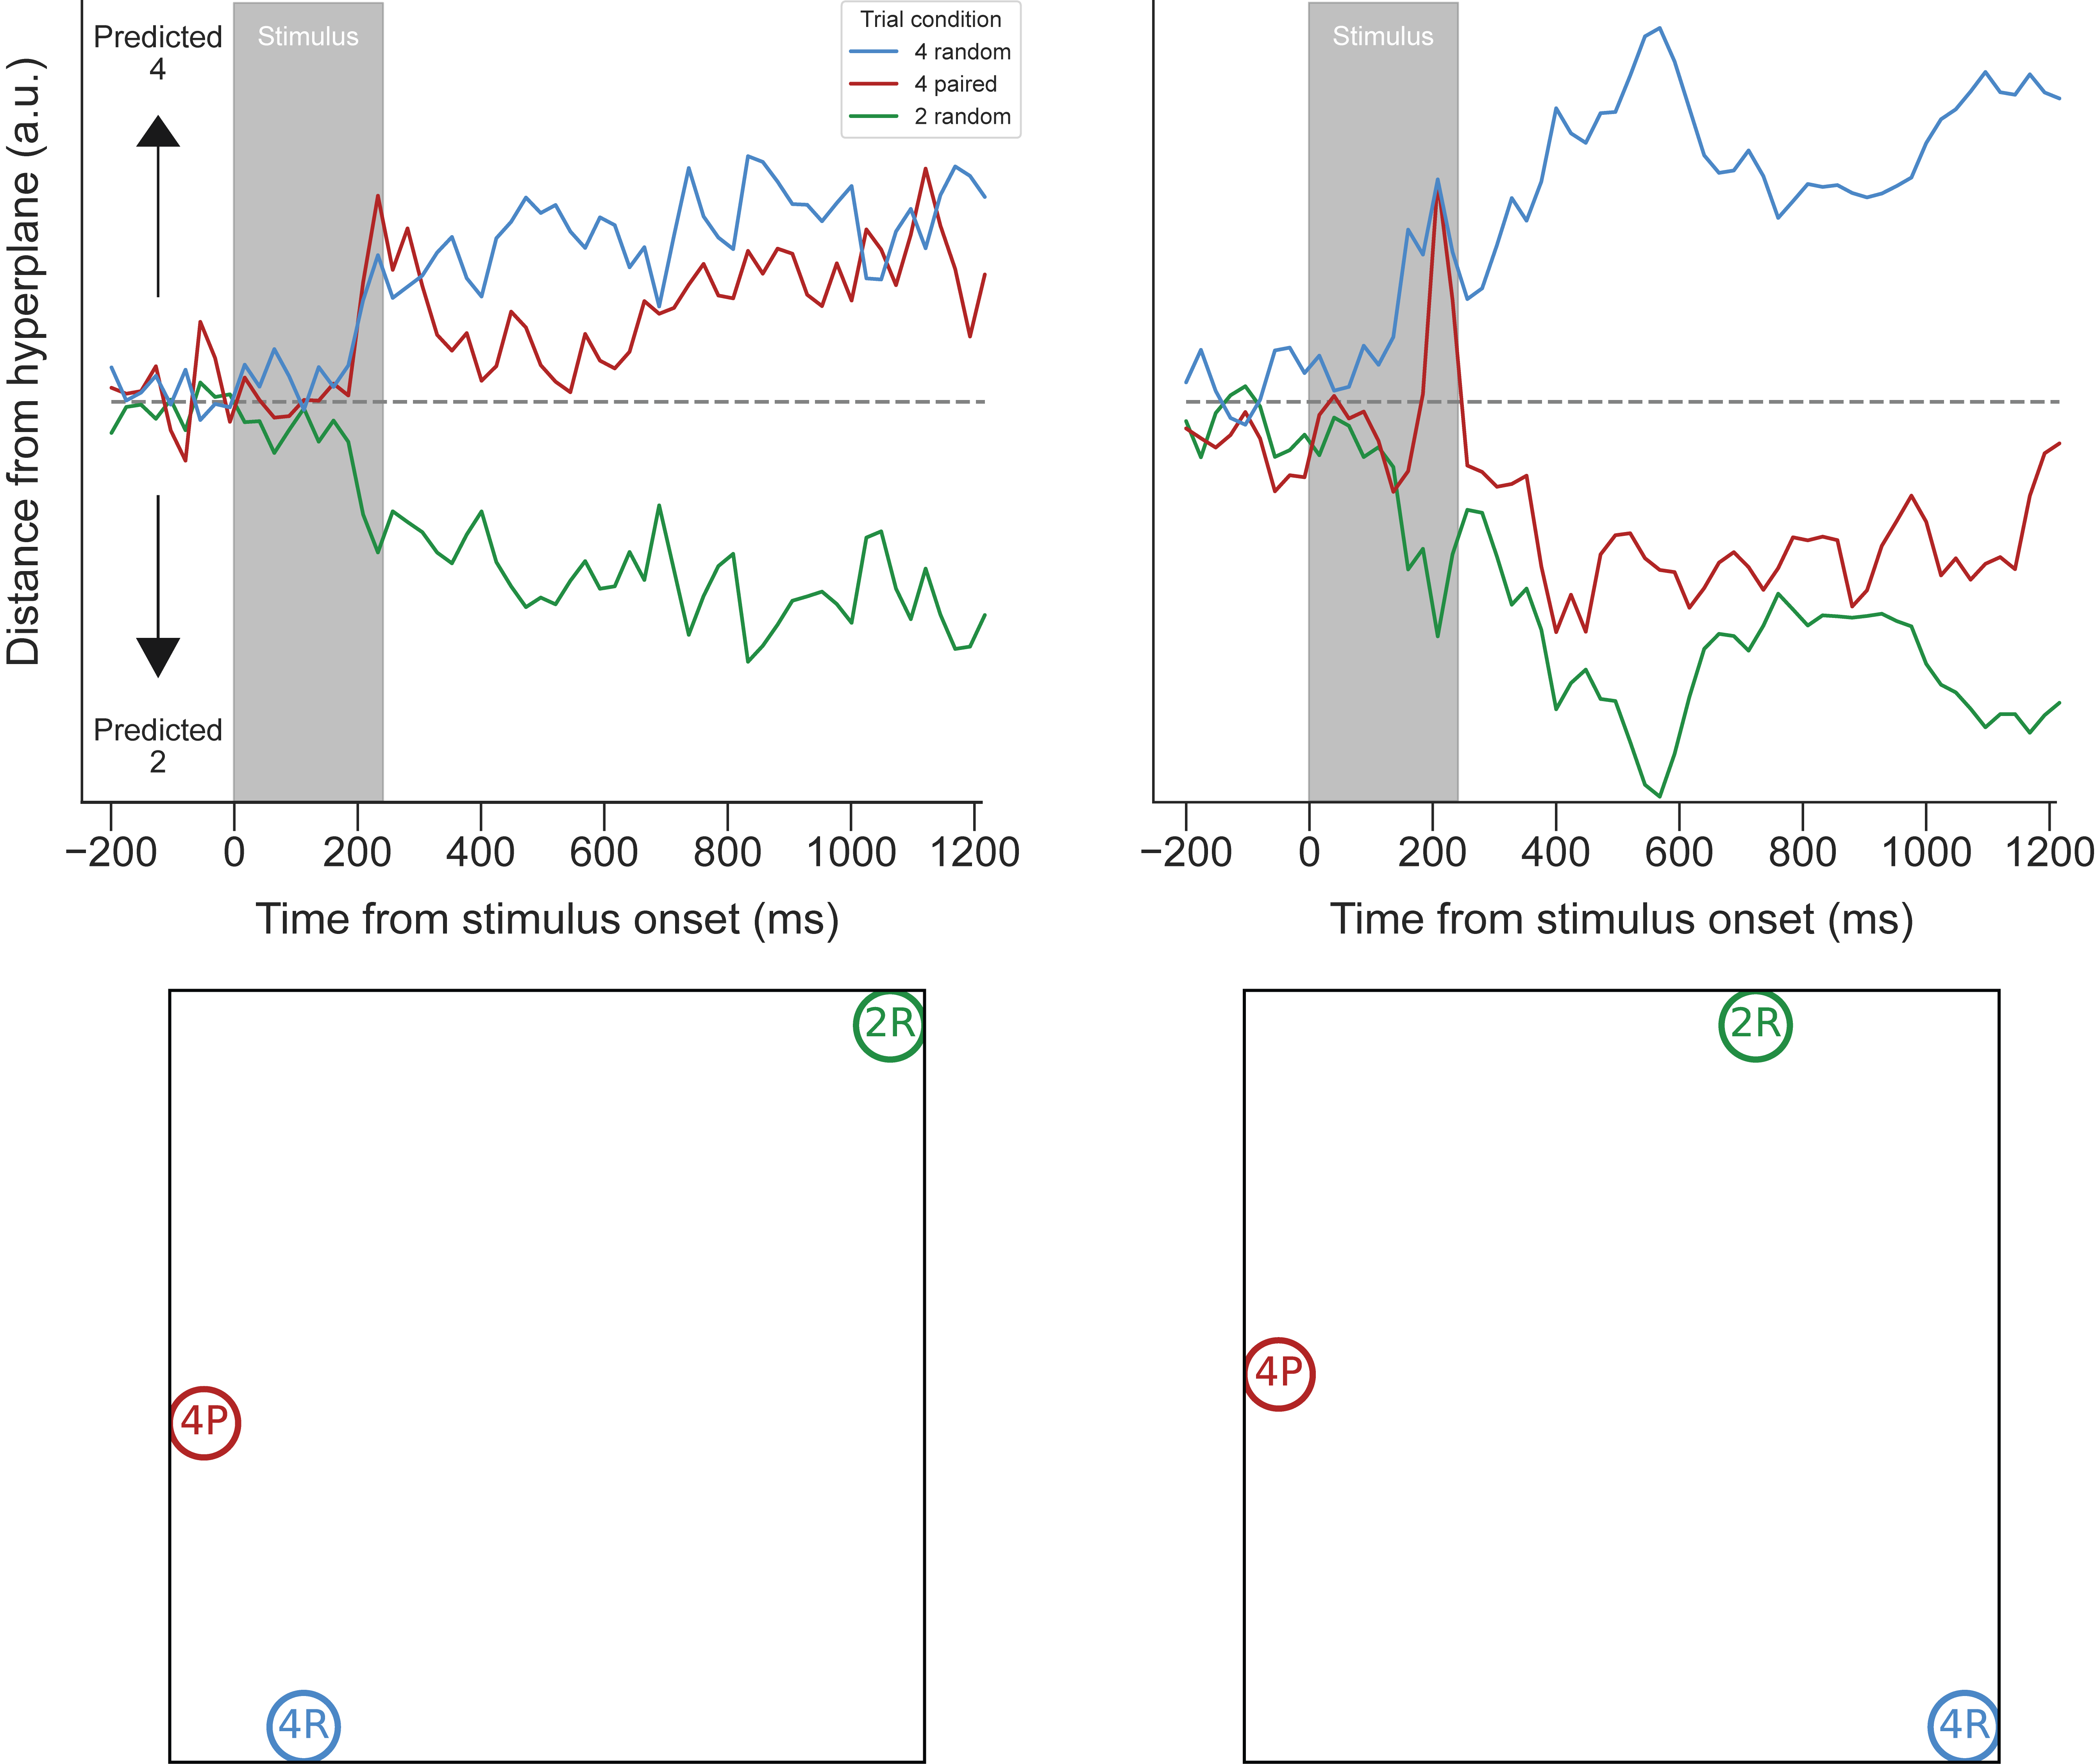 Distance from hyperplane (a.u.)
Predicted
4
Stimulus
Trial condition
4 random
4 paired
2 random
Predicted
2
−200 0 200 400 600 800 1000 1200
Time from stimulus onset (ms)
Stimulus
−200 0 200 400 600 800 1000 1200
Time from stimulus onset (ms)
2R
4P
4R
2R
4P
4R